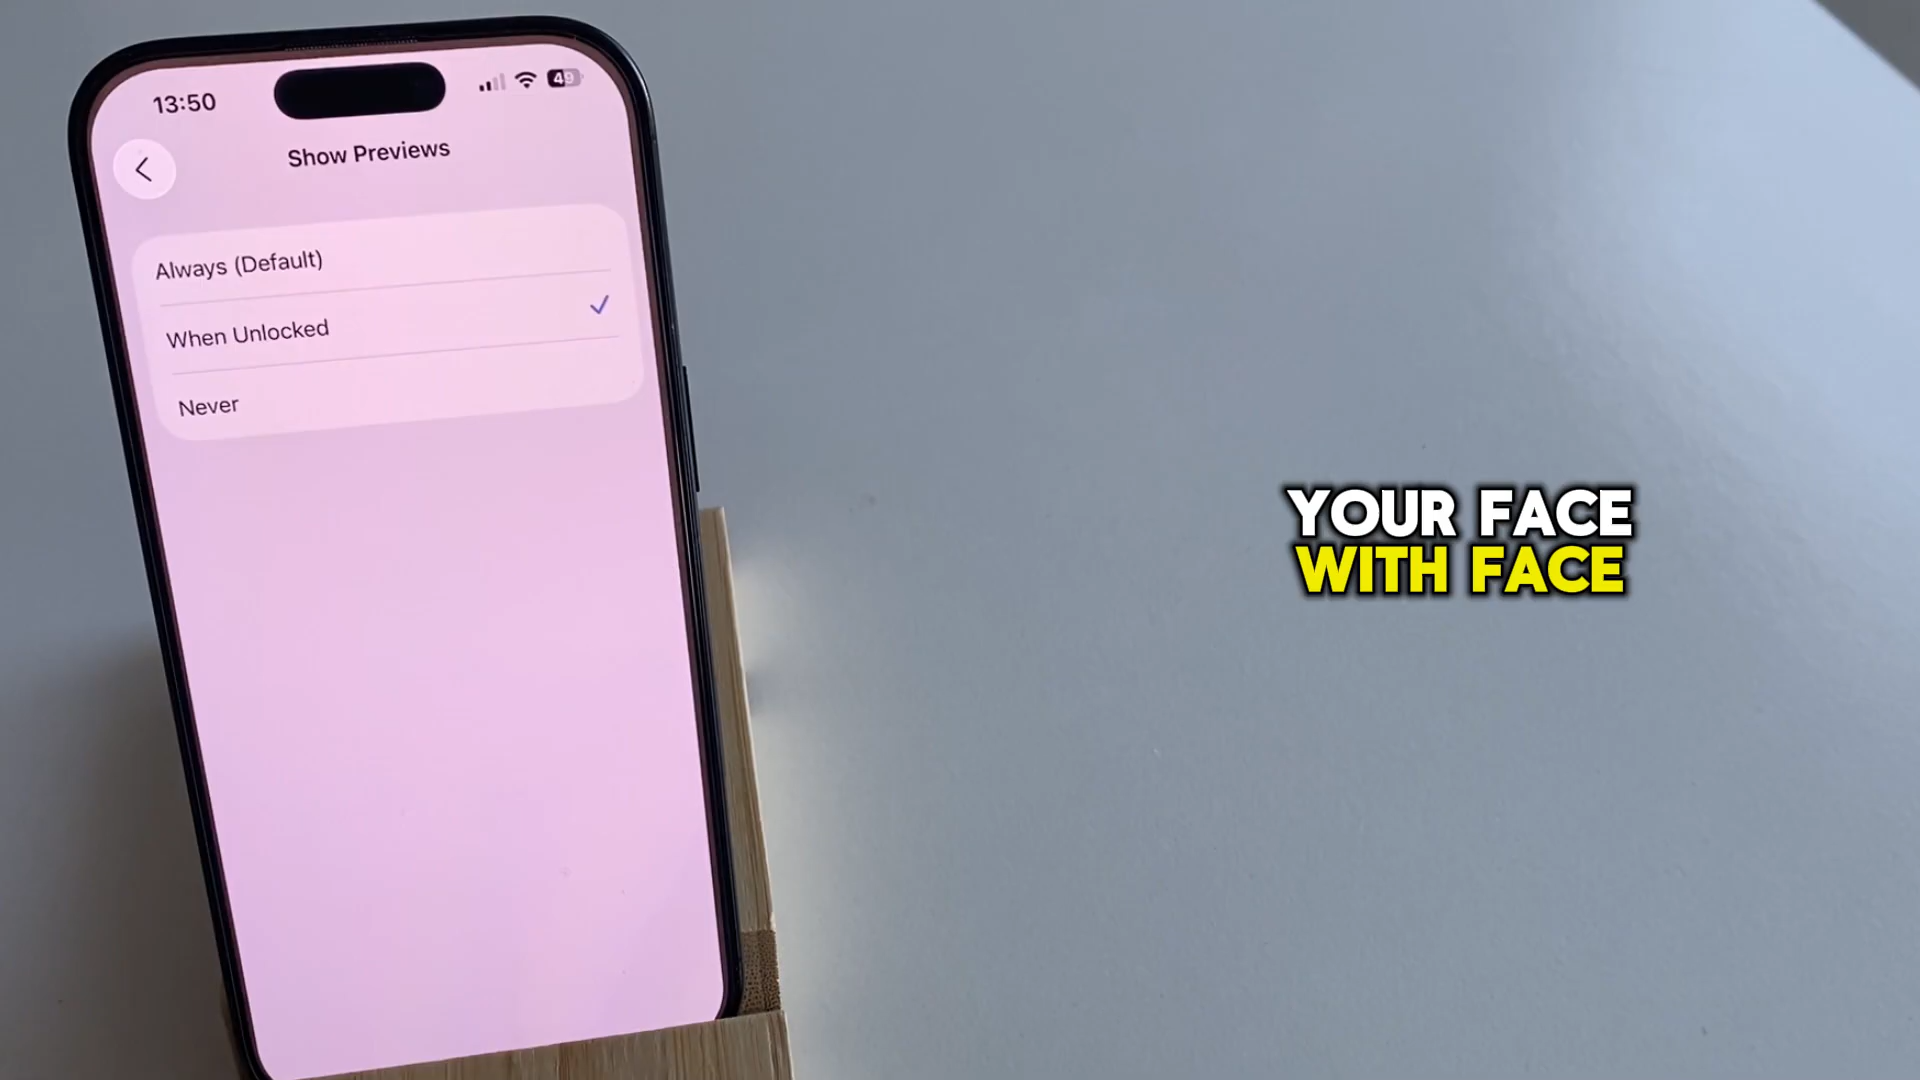 13:50
49
Show Previews
Always (Default)
When Unlocked
Never
YOUR FACE
WITH FACE